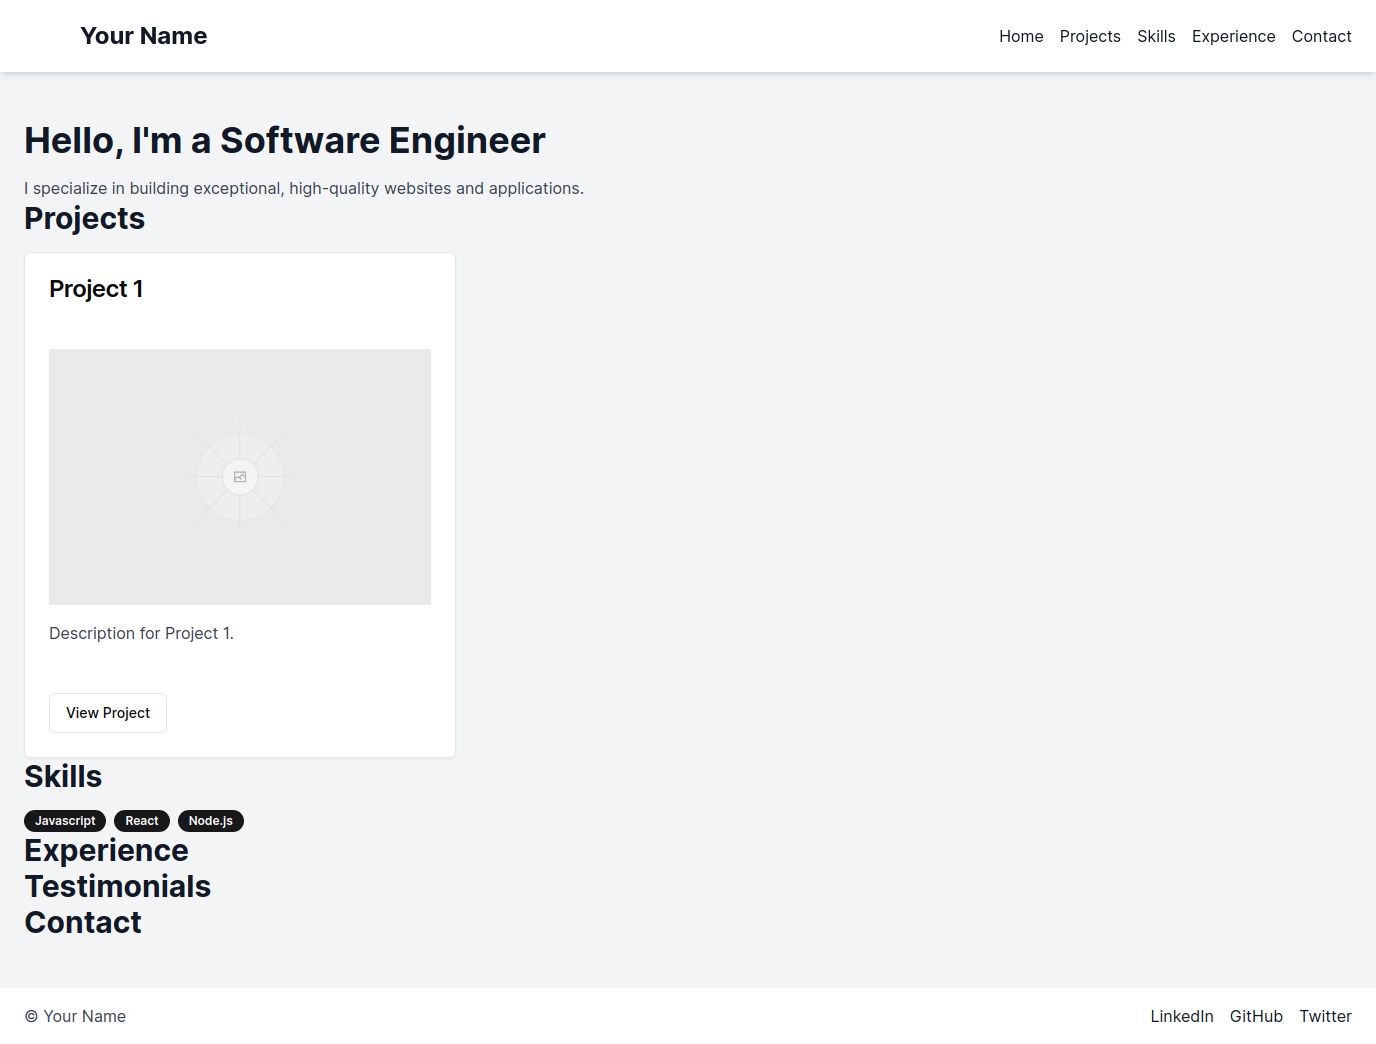 Your Name
Home Projects Skills Experience Contact
Hello, I'm a Software Engineer
I specialize in building exceptional, high-quality websites and applications.
Projects
Project 1
Description for Project 1.
View Project
Skills
Javascript React Node.js
Experience
Testimonials
Contact
© Your Name
LinkedIn GitHub Twitter